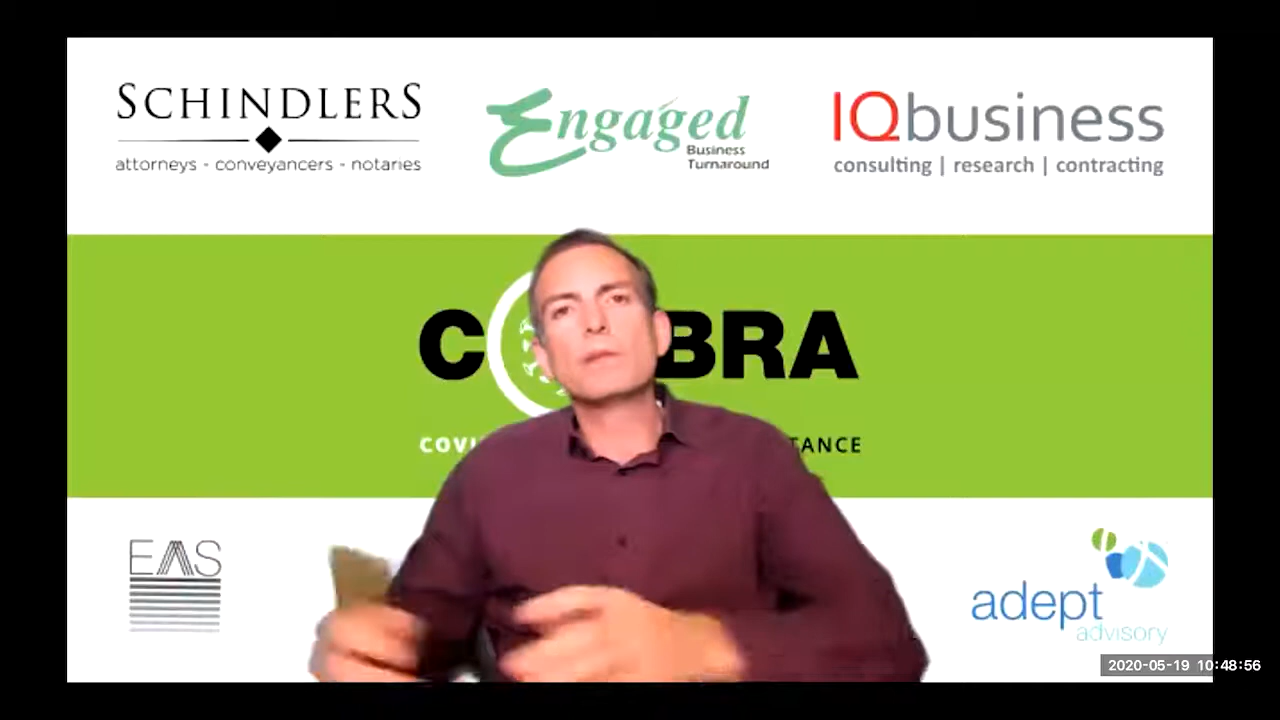 SCHINDLERS
attorneys - conveyancers - notaries
Engaged
Business
Turnaround
IQbusiness
consulting | research | contracting
C BRA
COVI TANCE
EAS
adept
advisory
2020-05-19 10:48:56